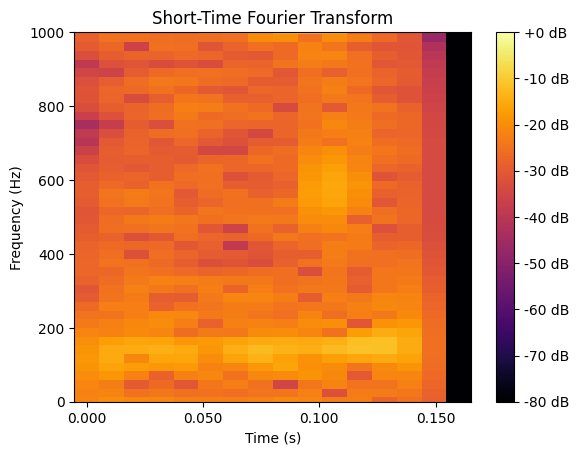 Short-Time Fourier Transform
1000
800
600
400
200
0
Frequency (Hz)
0.000
0.050
0.100
0.150
Time (s)
+0 dB
-10 dB
-20 dB
-30 dB
-40 dB
-50 dB
-60 dB
-70 dB
-80 dB